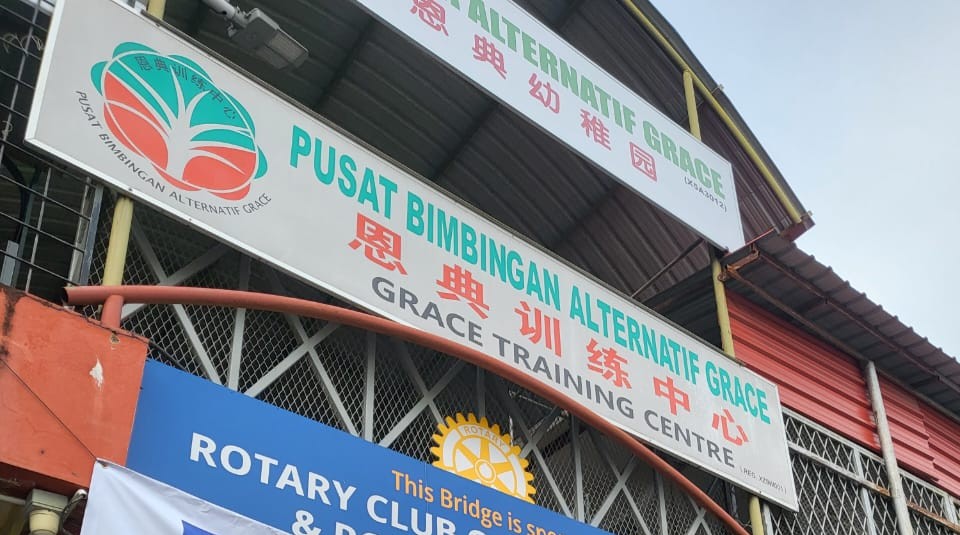 ALTERNATIF GRACE
恩典幼稚园
(XSA3012)
恩典训练中心
PUSAT BIMBINGAN ALTERNATIF GRACE
PUSAT BIMBINGAN ALTERNATIF GRACE
恩典训练中心
GRACE TRAINING CENTRE
ROTARY
This Bridge is
ROTARY CLUB
&